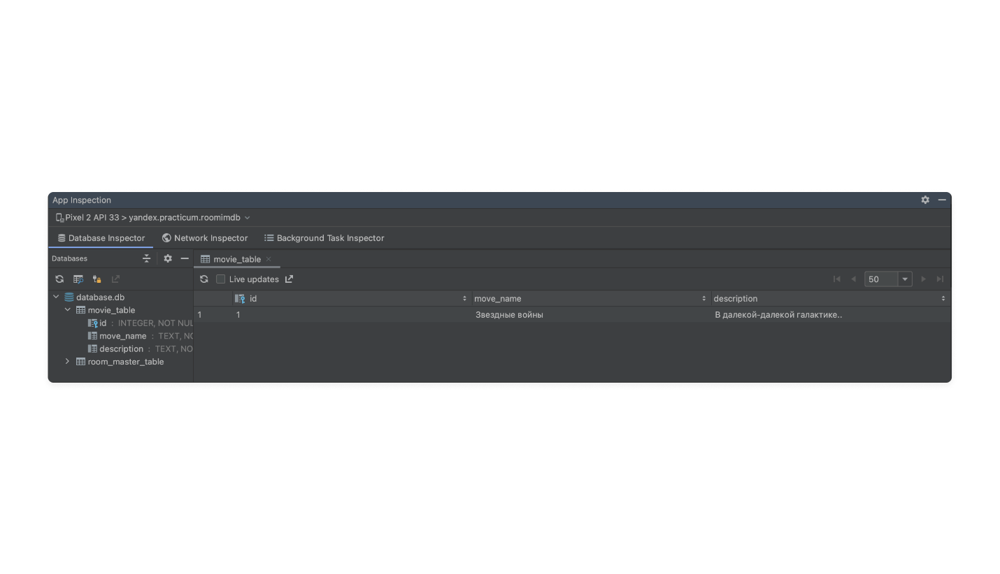 App Inspection
Pixel 2 API 33 > yandex.practicum.roomimdb
Database Inspector Network Inspector Background Task Inspector
Databases
movie_table
Live updates
50
database.db
movie_table
id : INTEGER, NOT NUL
move_name : TEXT, NO
description : TEXT, NO
room_master_table
id move_name description
1 1 Звездные войны В далекой-далекой галактике..